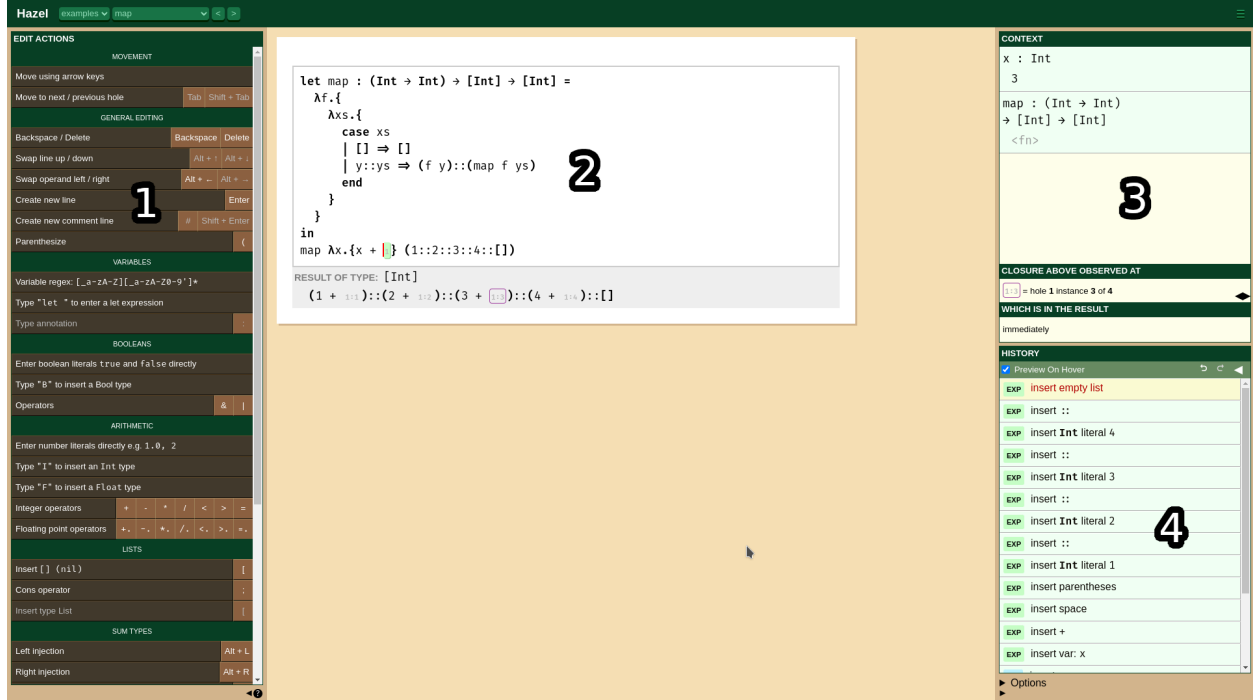 Hazel examples map < >
EDIT ACTIONS
MOVEMENT
Move using arrow keys
Move to next / previous hole Tab Shift + Tab
GENERAL EDITING
Backspace / Delete Backspace Delete
Swap line up / down Alt + ↑ Alt + ↓
Swap operand left / right Alt + ← Alt + →
Create new line Enter
Create new comment line # Shift + Enter
Parenthesize (
1
VARIABLES
Variable regex: [_a-zA-Z][_a-zA-Z0-9']*
Type "let " to enter a let expression
Type annotation :
BOOLEANS
Enter boolean literals true and false directly
Type "B" to insert a Bool type
Operators & |
ARITHMETIC
Enter number literals directly e.g. 1.0, 2
Type "I" to insert an Int type
Type "F" to insert a Float type
Integer operators + - * / < > =
Floating point operators +. -. *. /. <. >. =.
LISTS
Insert [] (nil) [
Cons operator ;
Insert type List [
SUM TYPES
Left injection Alt + L
Right injection Alt + R
let map : (Int → Int) → [Int] → [Int] =
λf.{
λxs.{
case xs
| [] ⇒ []
| y::ys ⇒ (f y)::(map f ys)
end
}
}
in
map λx.{x + 1} (1::2::3::4::[])
2
RESULT OF TYPE: [Int]
(1 + 1:1)::(2 + 1:2)::(3 + 1:3)::(4 + 1:4)::[]
CONTEXT
x : Int
3
map : (Int → Int)
→ [Int] → [Int]
<fn>
3
CLOSURE ABOVE OBSERVED AT
1:3 = hole 1 instance 3 of 4
WHICH IS IN THE RESULT
immediately
HISTORY
Preview On Hover
EXP insert empty list
EXP insert ::
EXP insert Int literal 4
EXP insert ::
EXP insert Int literal 3
EXP insert ::
EXP insert Int literal 2
EXP insert ::
EXP insert Int literal 1
EXP insert parentheses
EXP insert space
EXP insert +
EXP insert var: x
4
Options